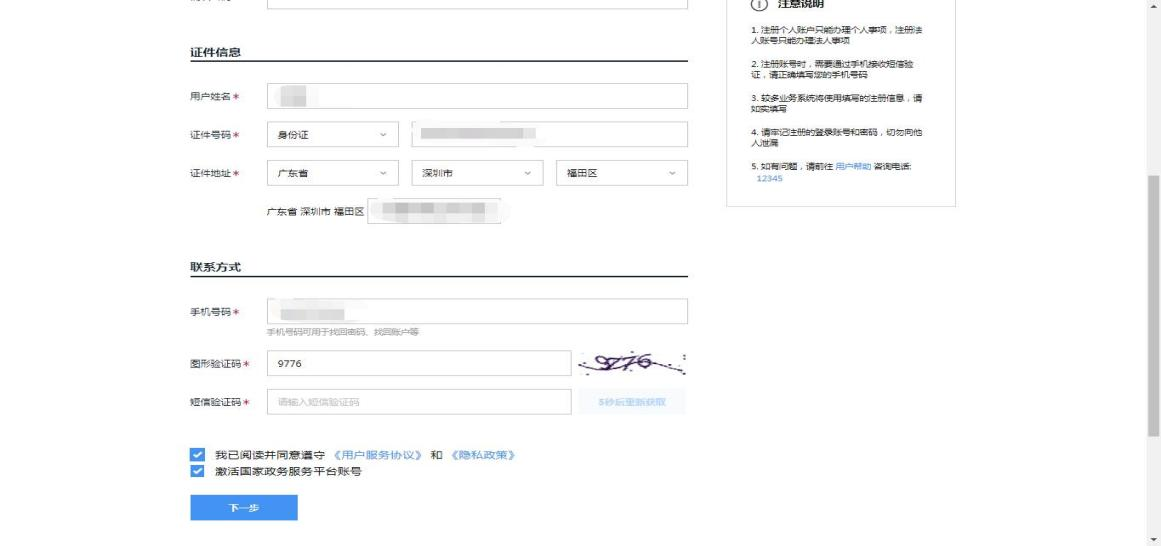 注意说明
1. 注册个人账户只能办理个人事项，注册法
人账号只能办理法人事项
2. 注册账号时，需要通过手机接收短信验
证，请正确填写您的手机号码
3. 较多业务系统将使用填写的注册信息，请
如实填写
4. 请牢记注册的登录账号和密码，切勿向他
人泄漏
5. 如有问题，请前往 用户帮助 咨询电话:
12345
证件信息
用户姓名*
证件号码* 身份证
证件地址* 广东省 深圳市 福田区
广东省 深圳市 福田区
联系方式
手机号码*
手机号码可用于找回密码、找回账户等
图形验证码* 9776 9776
短信验证码* 请输入短信验证码 5秒后重新获取
我已阅读并同意遵守 《用户服务协议》 和 《隐私政策》
激活国家政务服务平台账号
下一步